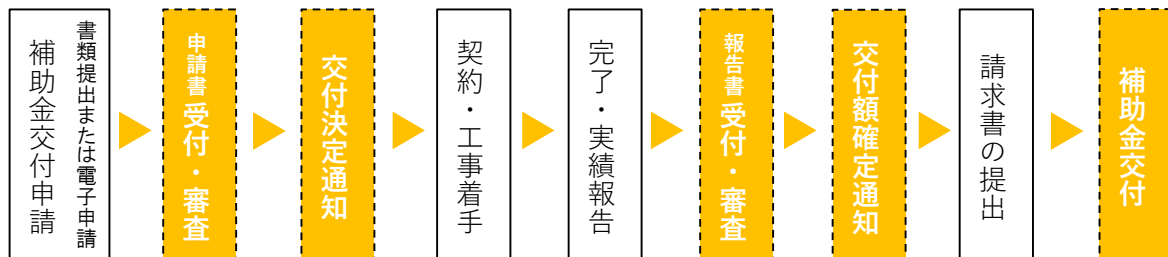 補助金交付申請
書類提出または電子申請
申請書 受付・審査
交付決定通知
契約・工事着手
完了・実績報告
報告書 受付・審査
交付額確定通知
請求書の提出
補助金交付